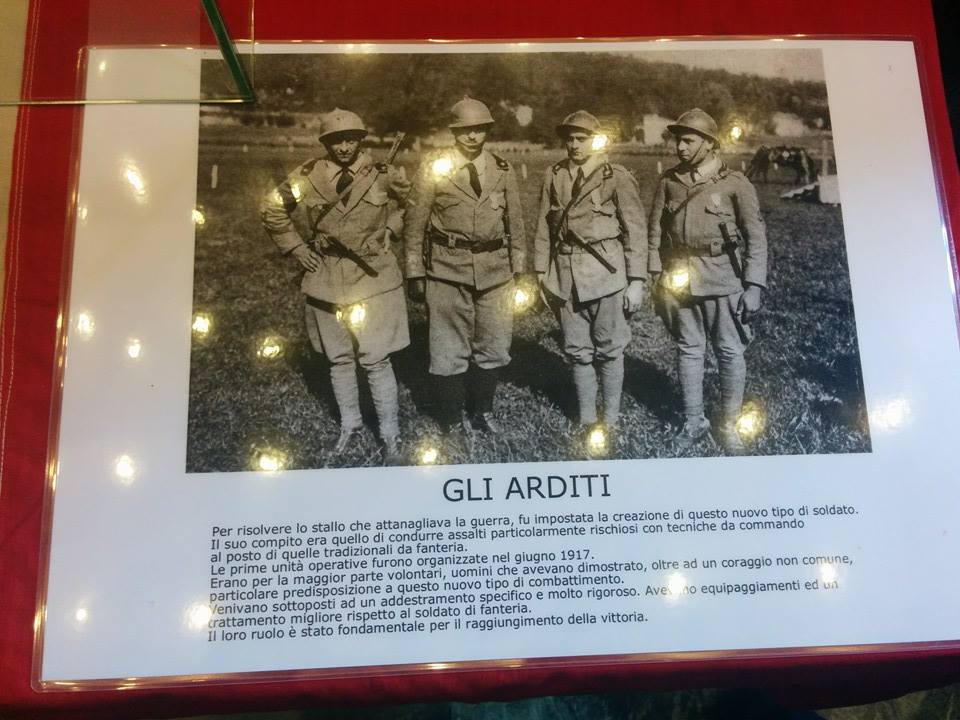 GLI ARDITI
Per risolvere lo stallo che attanagliava la guerra, fu impostata la creazione di questo nuovo tipo di soldato.
Il suo compito era quello di condurre assalti particolarmente rischiosi con tecniche da commando
al posto di quelle tradizionali da fanteria.
Le prime unità operative furono organizzate nel giugno 1917.
Erano per la maggior parte volontari, uomini che avevano dimostrato, oltre ad un coraggio non comune,
particolare predisposizione a questo nuovo tipo di combattimento.
Venivano sottoposti ad un addestramento specifico e molto rigoroso. Avevano equipaggiamenti ed un
trattamento migliore rispetto al soldato di fanteria.
Il loro ruolo è stato fondamentale per il raggiungimento della vittoria.